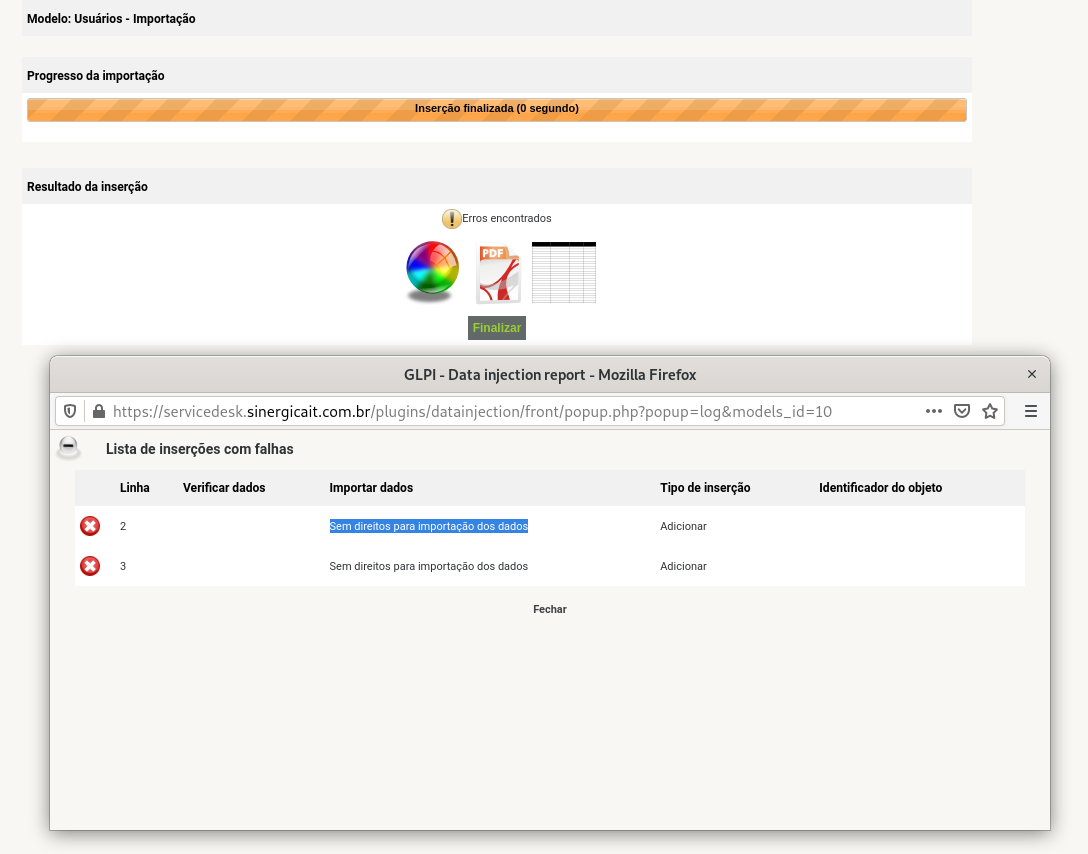 Modelo: Usuários - Importação
Progresso da importação
Inserção finalizada (0 segundo)
Resultado da inserção
Erros encontrados
PDF
Finalizar
GLPI - Data injection report - Mozilla Firefox
https://servicedesk.sinergicait.com.br/plugins/datainjection/front/popup.php?popup=log&models_id=10
Lista de inserções com falhas
Linha Verificar dados Importar dados Tipo de inserção Identificador do objeto
2 Sem direitos para importação dos dados Adicionar
3 Sem direitos para importação dos dados Adicionar
Fechar